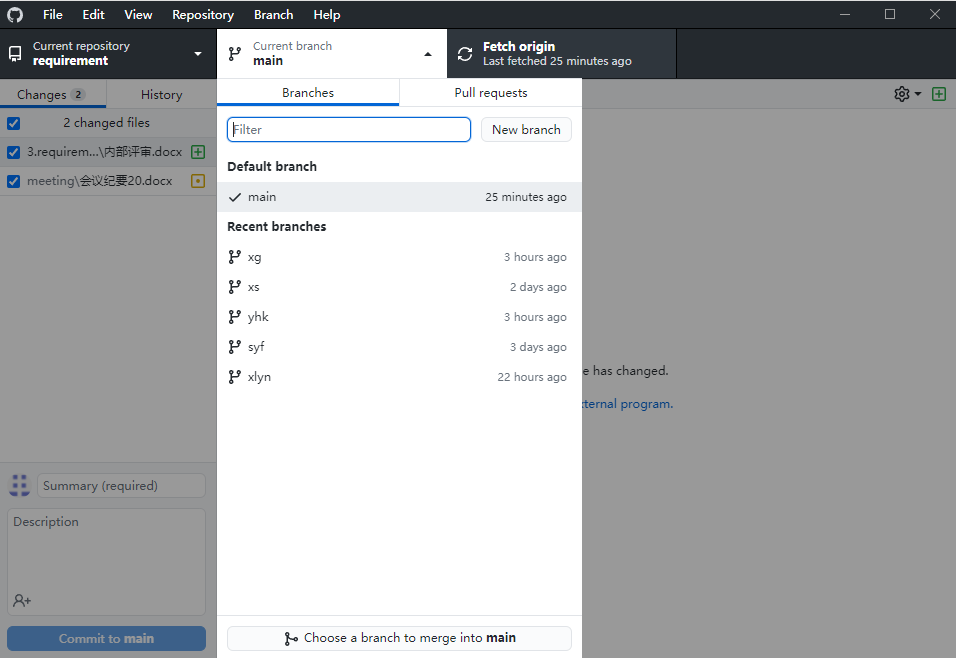 File Edit View Repository Branch Help
Current repository
requirement
Current branch
main
Fetch origin
Last fetched 25 minutes ago
Changes 2 History
2 changed files
3.requirem...\内部评审.docx
meeting\会议纪要20.docx
Branches Pull requests
Filter New branch
Default branch
main 25 minutes ago
Recent branches
xg 3 hours ago
xs 2 days ago
yhk 3 hours ago
syf 3 days ago
xlyn 22 hours ago
e has changed.
ternal program.
Summary (required)
Description
Commit to main
Choose a branch to merge into main